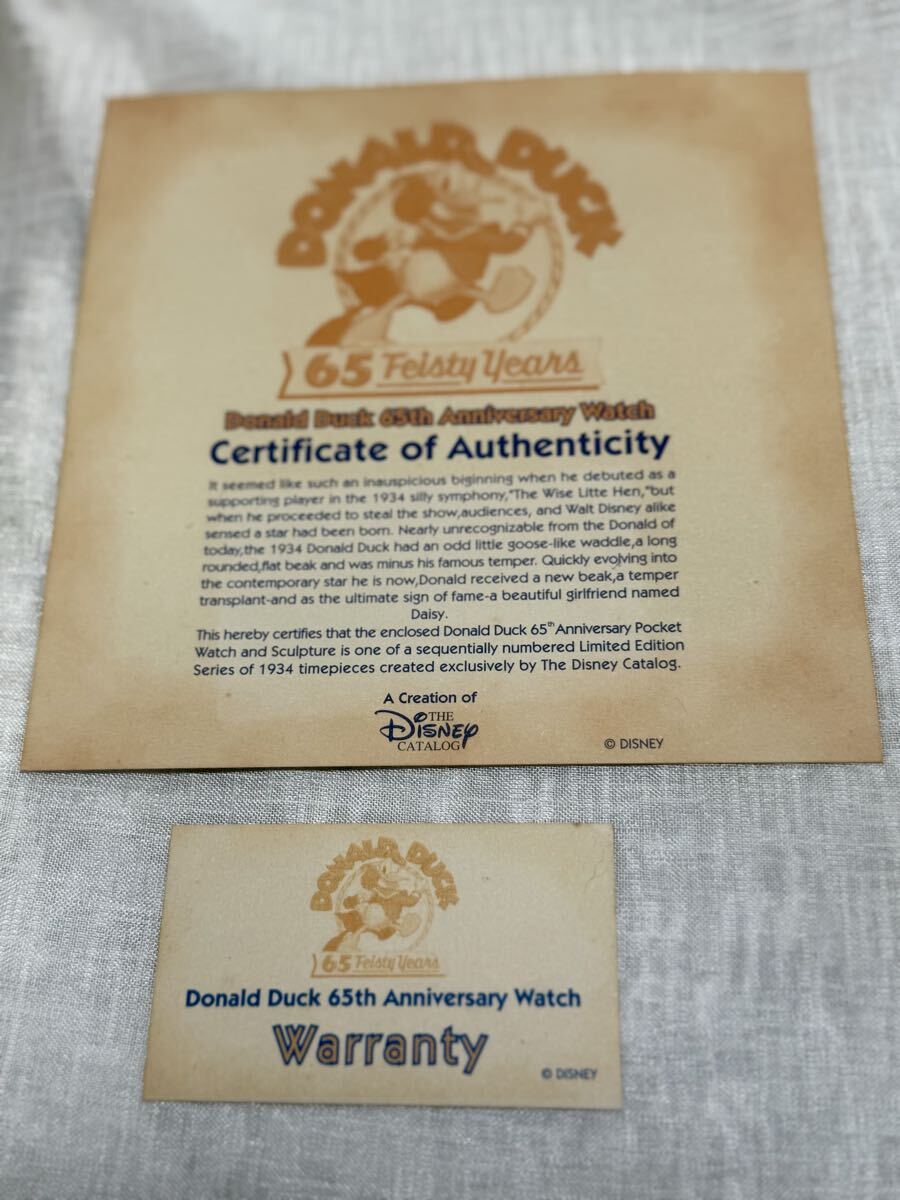 DONALD DUCK
65 Feisty Years
Donald Duck 65th Anniversary Watch
Certificate of Authenticity
It seemed like such an inauspicious biginning when he debuted as a
supporting player in the 1934 silly symphony,"The Wise Litte Hen,"but
when he proceeded to steal the show,audiences, and Walt Disney alike
sensed a star had been born. Nearly unrecognizable from the Donald of
today,the 1934 Donald Duck had an odd little goose-like waddle,a long
rounded,flat beak and was minus his famous temper. Quickly evolving into
the contemporary star he is now,Donald received a new beak,a temper
transplant-and as the ultimate sign of fame-a beautiful girlfriend named
Daisy.
This hereby certifies that the enclosed Donald Duck 65th Anniversary Pocket
Watch and Sculpture is one of a sequentially numbered Limited Edition
Series of 1934 timepieces created exclusively by The Disney Catalog.
A Creation of
THE
DISNEY
CATALOG
© DISNEY
DONALD DUCK
65 Feisty Years
Donald Duck 65th Anniversary Watch
Warranty
© DISNEY